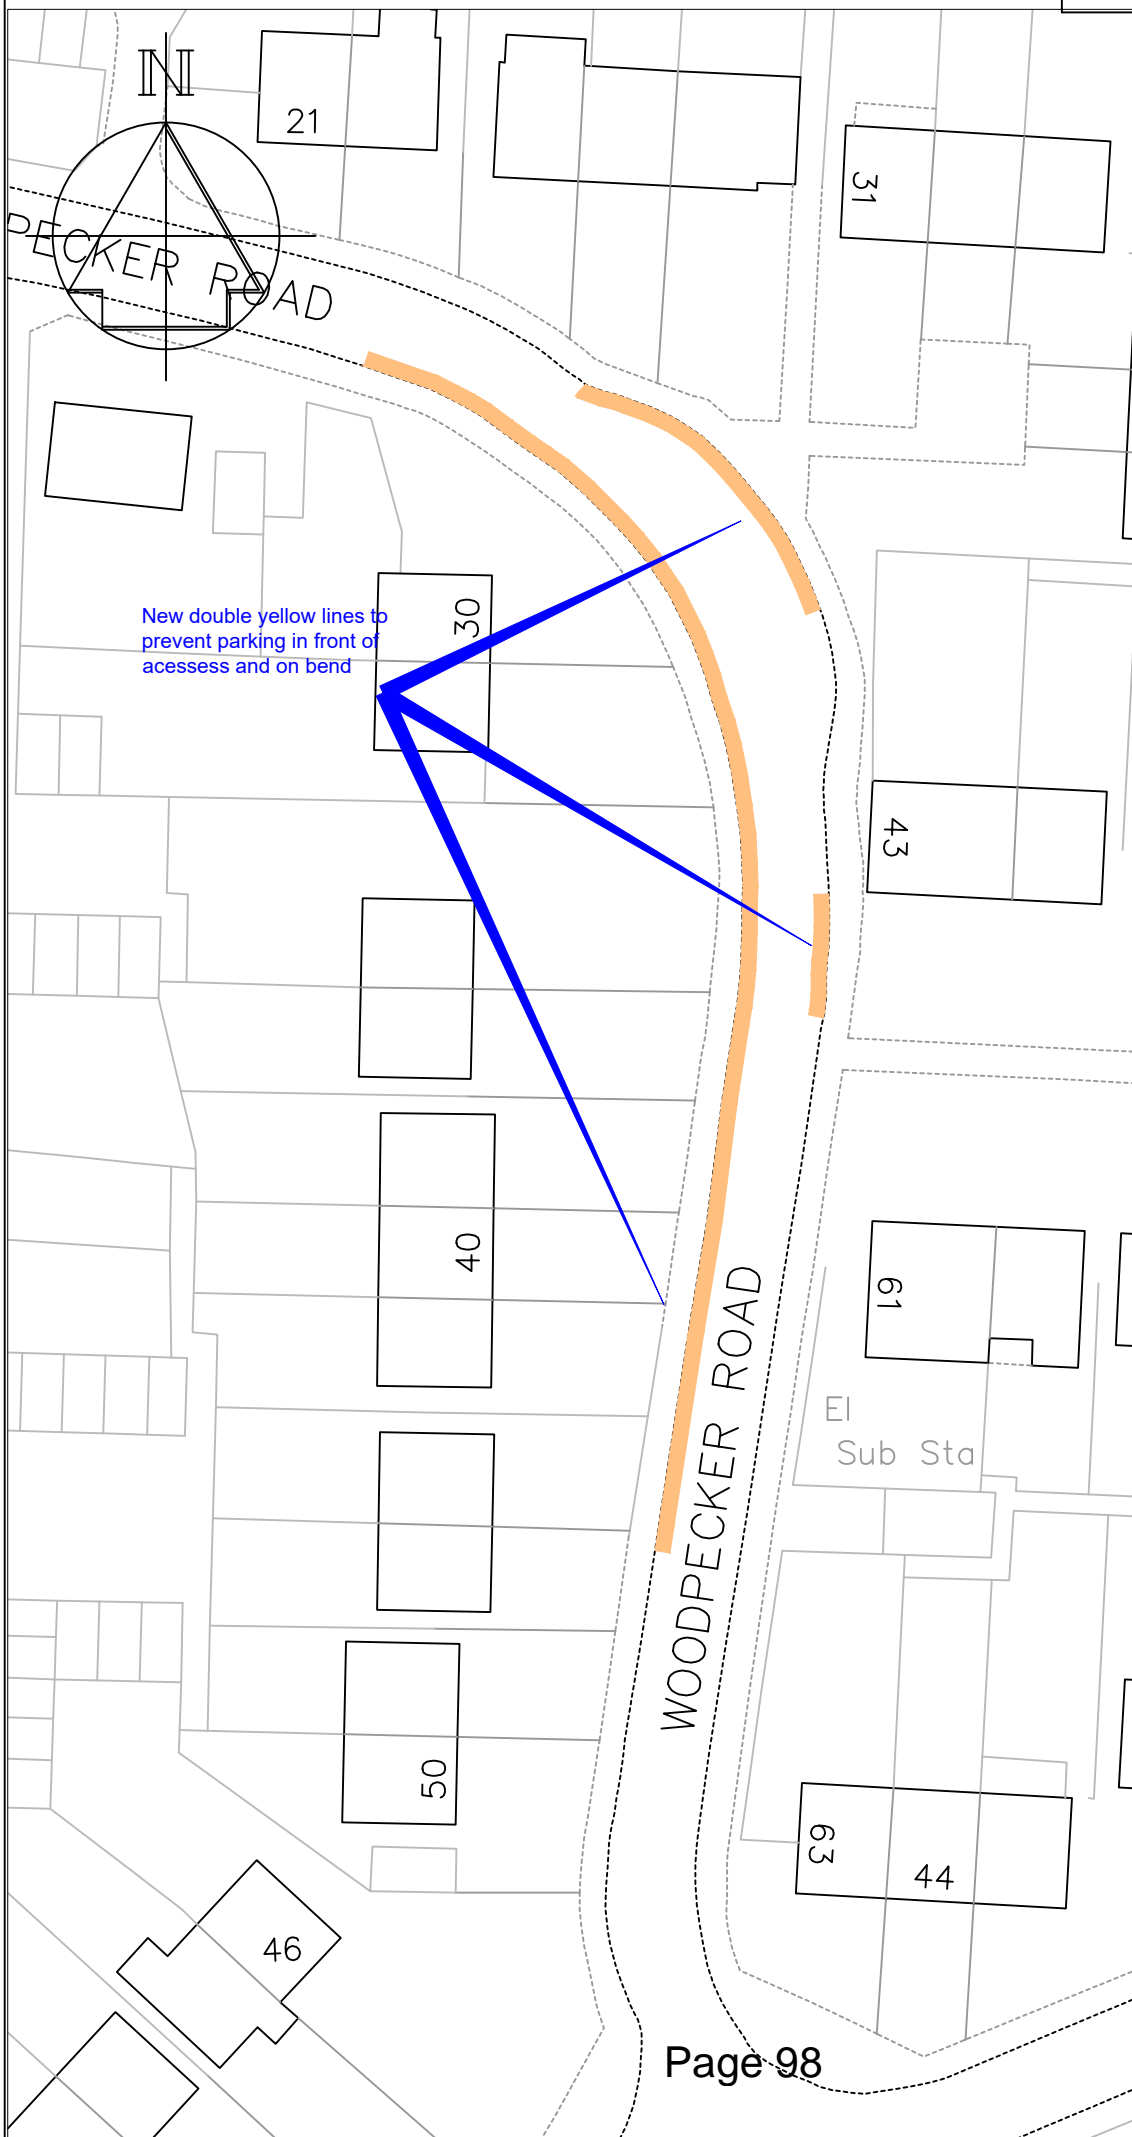 N
21
31
PECKER ROAD
30
New double yellow lines to
prevent parking in front of
acessess and on bend
43
40
61
El
Sub Sta
WOODPECKER ROAD
50
63
44
46
Page 98